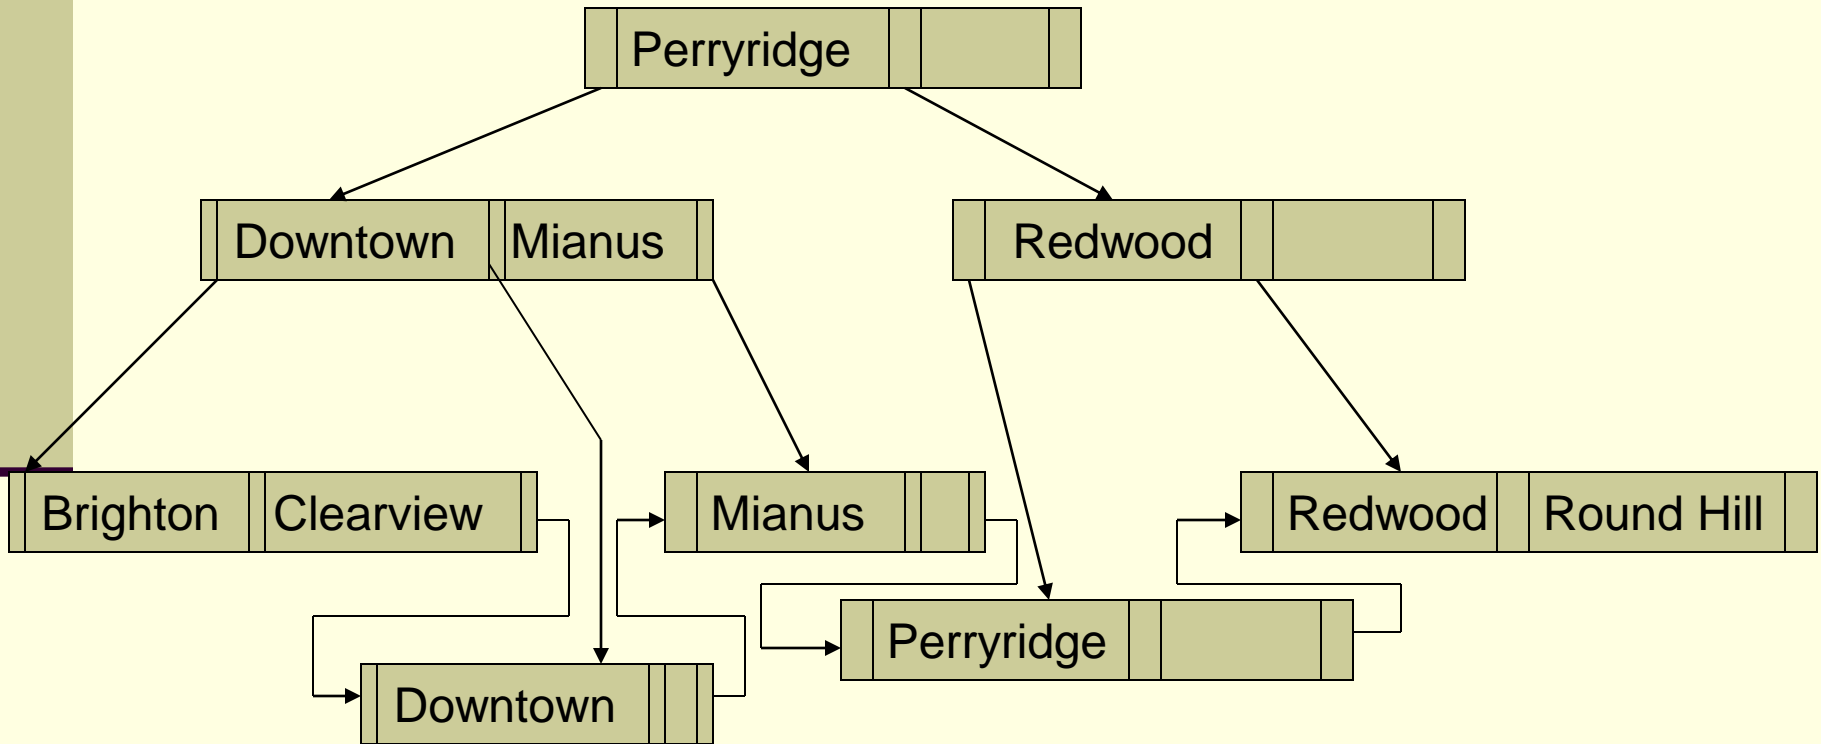 Perryridge
Downtown Mianus
Redwood
Brighton Clearview
Mianus
Redwood Round Hill
Perryridge
Downtown